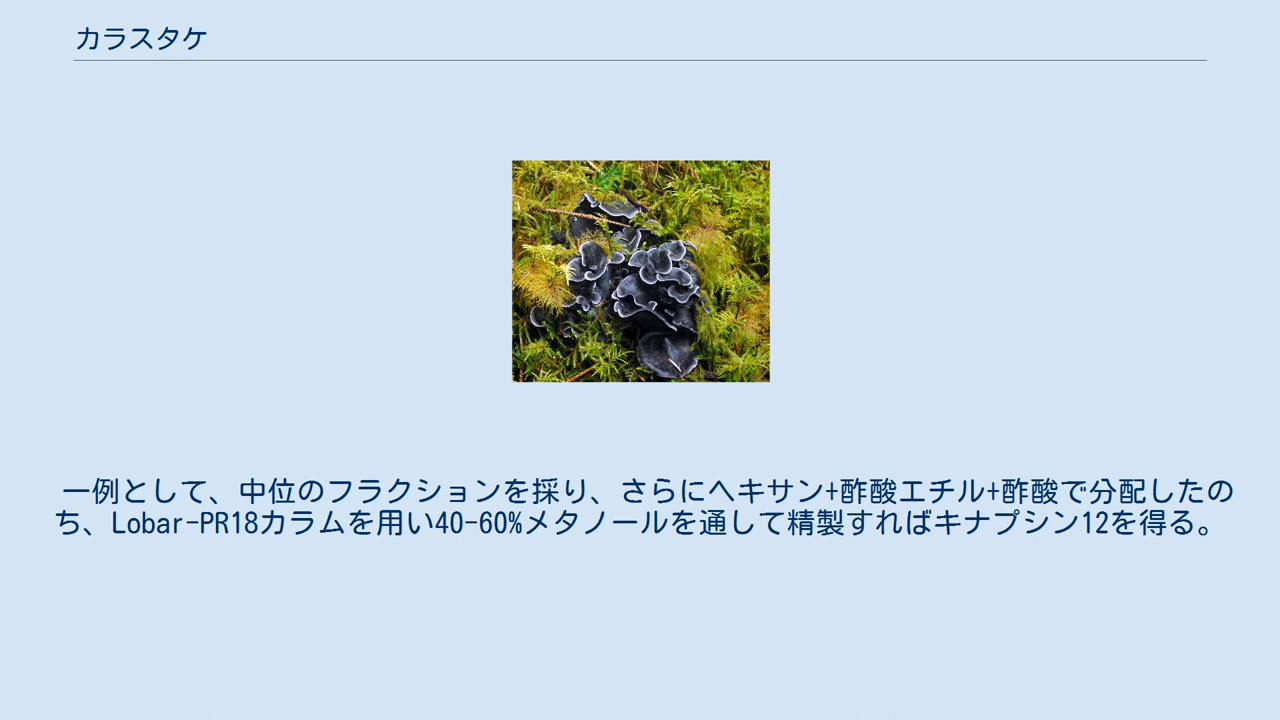 カラスタケ
一例として、中位のフラクションを採り、さらにヘキサン+酢酸エチル+酢酸で分配したの
ち、Lobar-PR18カラムを用い40-60%メタノールを通して精製すればキナプシン12を得る。